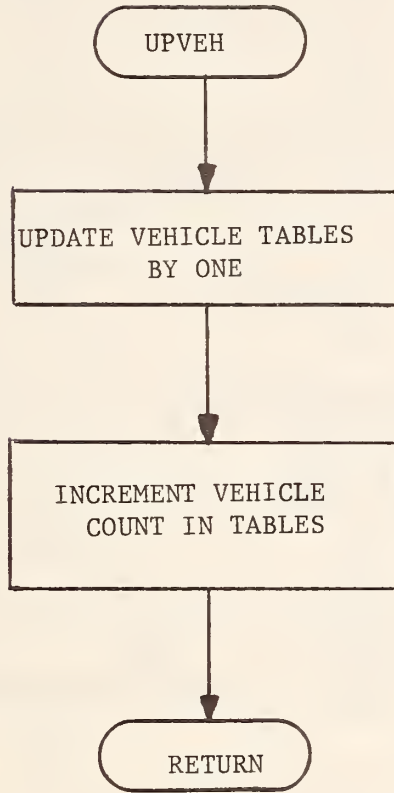 UPVEH
UPDATE VEHICLE TABLES
BY ONE
INCREMENT VEHICLE
COUNT IN TABLES
RETURN